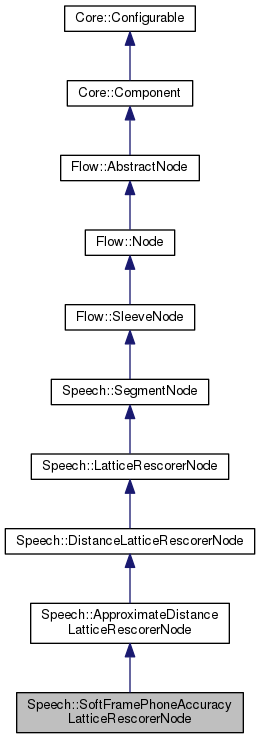 Core::Configurable
Core::Component
Flow::AbstractNode
Flow::Node
Flow::SleeveNode
Speech::SegmentNode
Speech::LatticeRescorerNode
Speech::DistanceLatticeRescorerNode
Speech::ApproximateDistance
LatticeRescorerNode
Speech::SoftFramePhoneAccuracy
LatticeRescorerNode